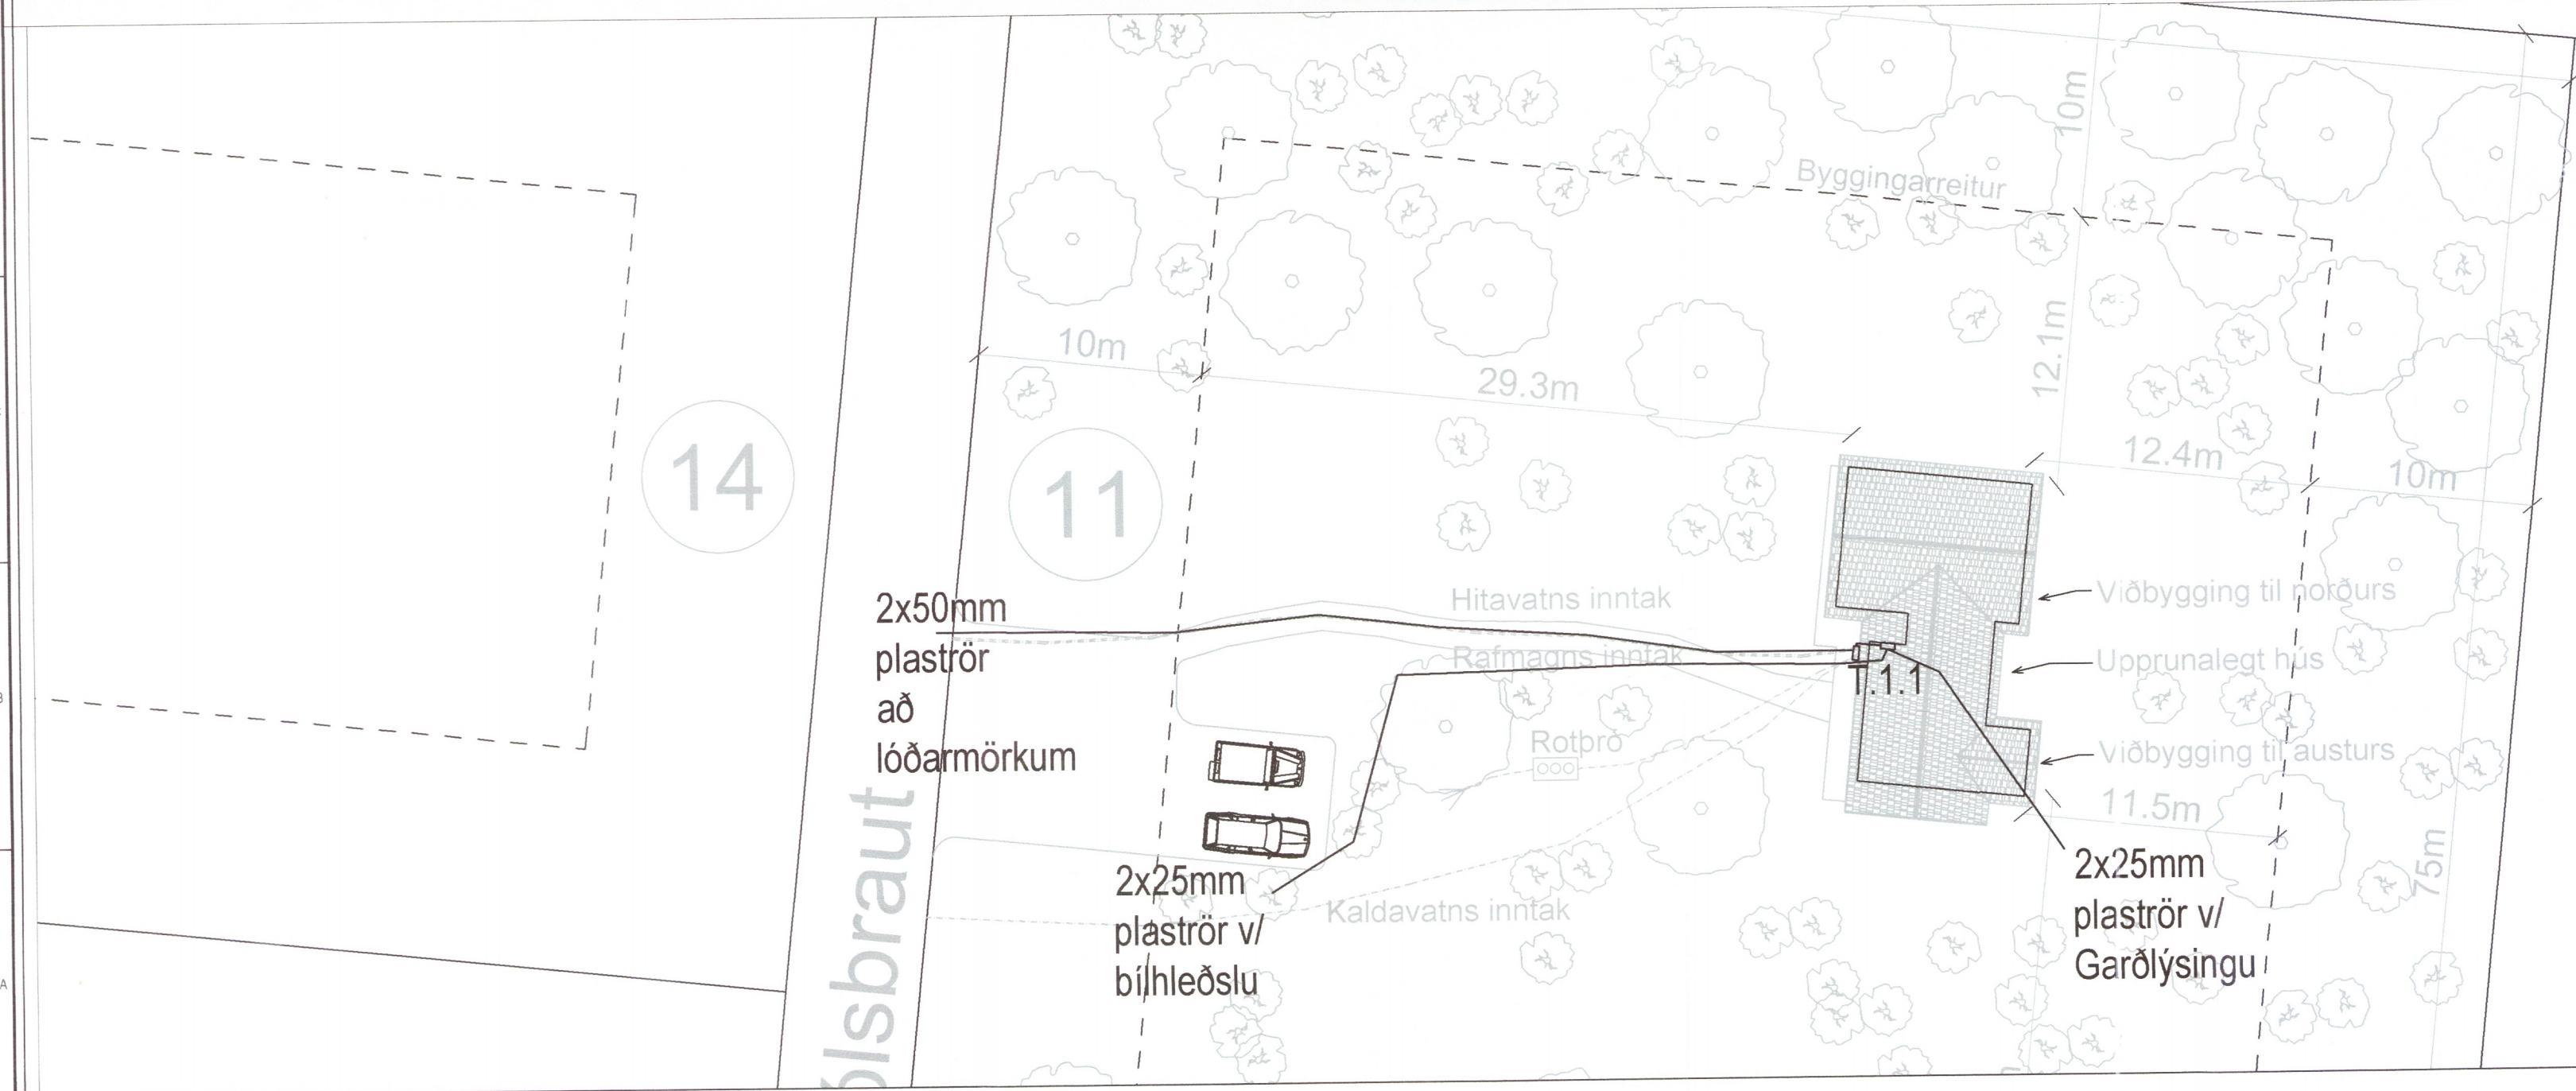 10m
Byggingarreitur
10m
29.3m
12.1m
12.4m
10m
14
11
2x50mm
plaströr
að
lóðarmörkum
Hitavatns inntak
Rafmagns inntak
T.1.1
Viðbygging til norðurs
Upprunalegt hús
Viðbygging til austurs
11.5m
75m
Rotþró
2x25mm
plaströr v/
bílhleðslu
Kaldavatns inntak
2x25mm
plaströr v/
Garðlýsingu
ólsbraut
B
A